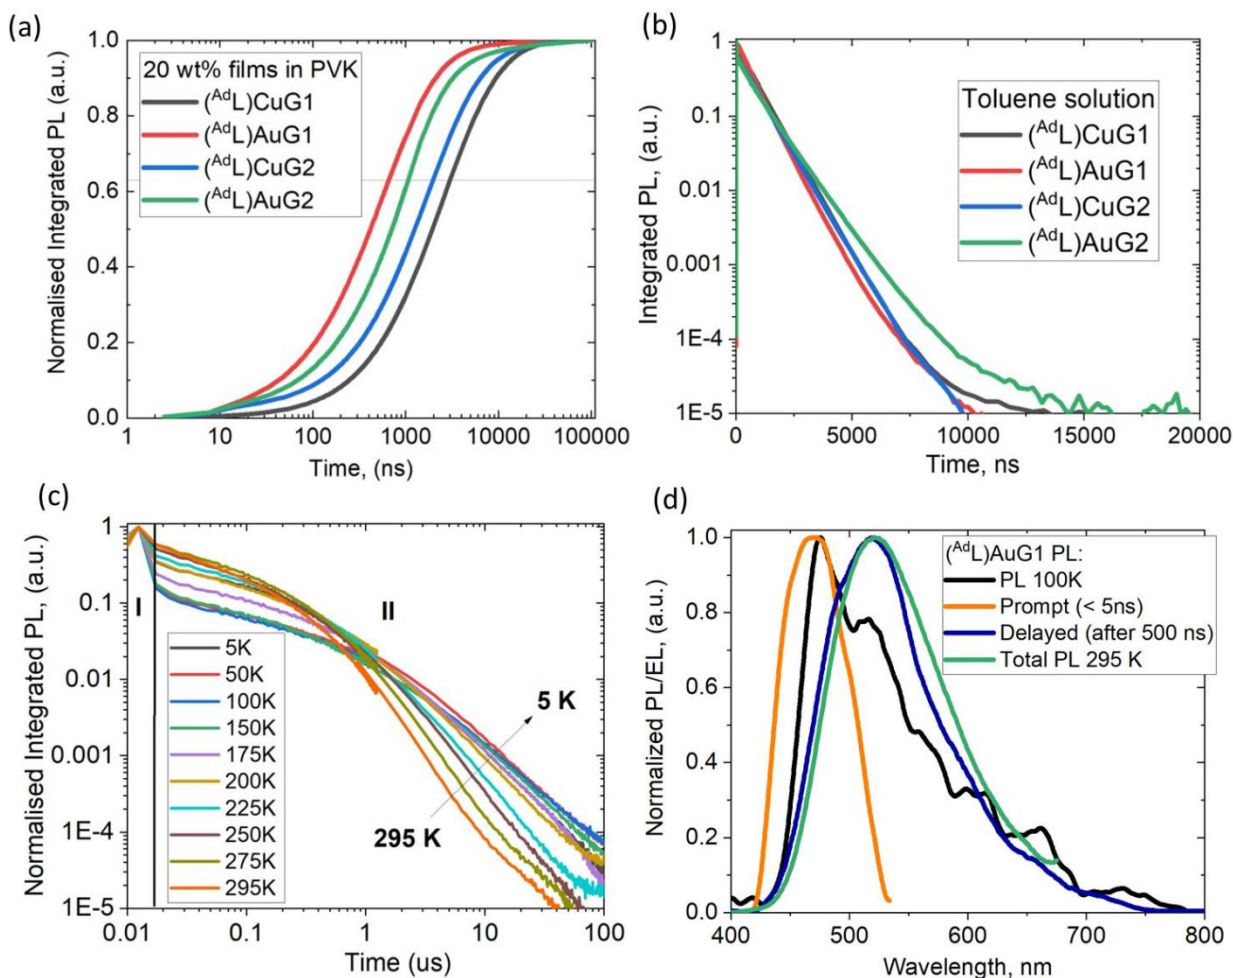 (a)
Normalised Integrated PL (a.u.)
1.0
0.8
0.6
0.4
0.2
0.0
20 wt% films in PVK
(ᴬᵈL)CuG1
(ᴬᵈL)AuG1
(ᴬᵈL)CuG2
(ᴬᵈL)AuG2
1 10 100 1000 10000 100000
Time, (ns)
(b)
Integrated PL, (a.u.)
1
0.1
0.01
0.001
1E-4
1E-5
Toluene solution
(ᴬᵈL)CuG1
(ᴬᵈL)AuG1
(ᴬᵈL)CuG2
(ᴬᵈL)AuG2
0 5000 10000 15000 20000
Time, ns
(c)
Normalised Integrated PL, (a.u.)
1
0.1
0.01
0.001
1E-4
1E-5
I
II
5K
50K
100K
150K
175K
200K
225K
250K
275K
295K
5 K
295 K
0.01 0.1 1 10 100
Time (us)
(d)
Normalized PL/EL, (a.u.)
1.0
0.8
0.6
0.4
0.2
0.0
(ᴬᵈL)AuG1 PL:
PL 100K
Prompt (< 5ns)
Delayed (after 500 ns)
Total PL 295 K
400 500 600 700 800
Wavelength, nm